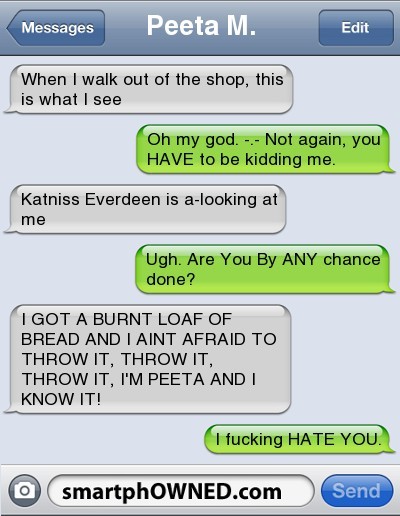 Messages
Peeta M.
Edit
When I walk out of the shop, this
is what I see
Oh my god. -.- Not again, you
HAVE to be kidding me.
Katniss Everdeen is a-looking at
me
Ugh. Are You By ANY chance
done?
I GOT A BURNT LOAF OF
BREAD AND I AINT AFRAID TO
THROW IT, THROW IT,
THROW IT, I'M PEETA AND I
KNOW IT!
I fucking HATE YOU.
smartphOWNED.com
Send